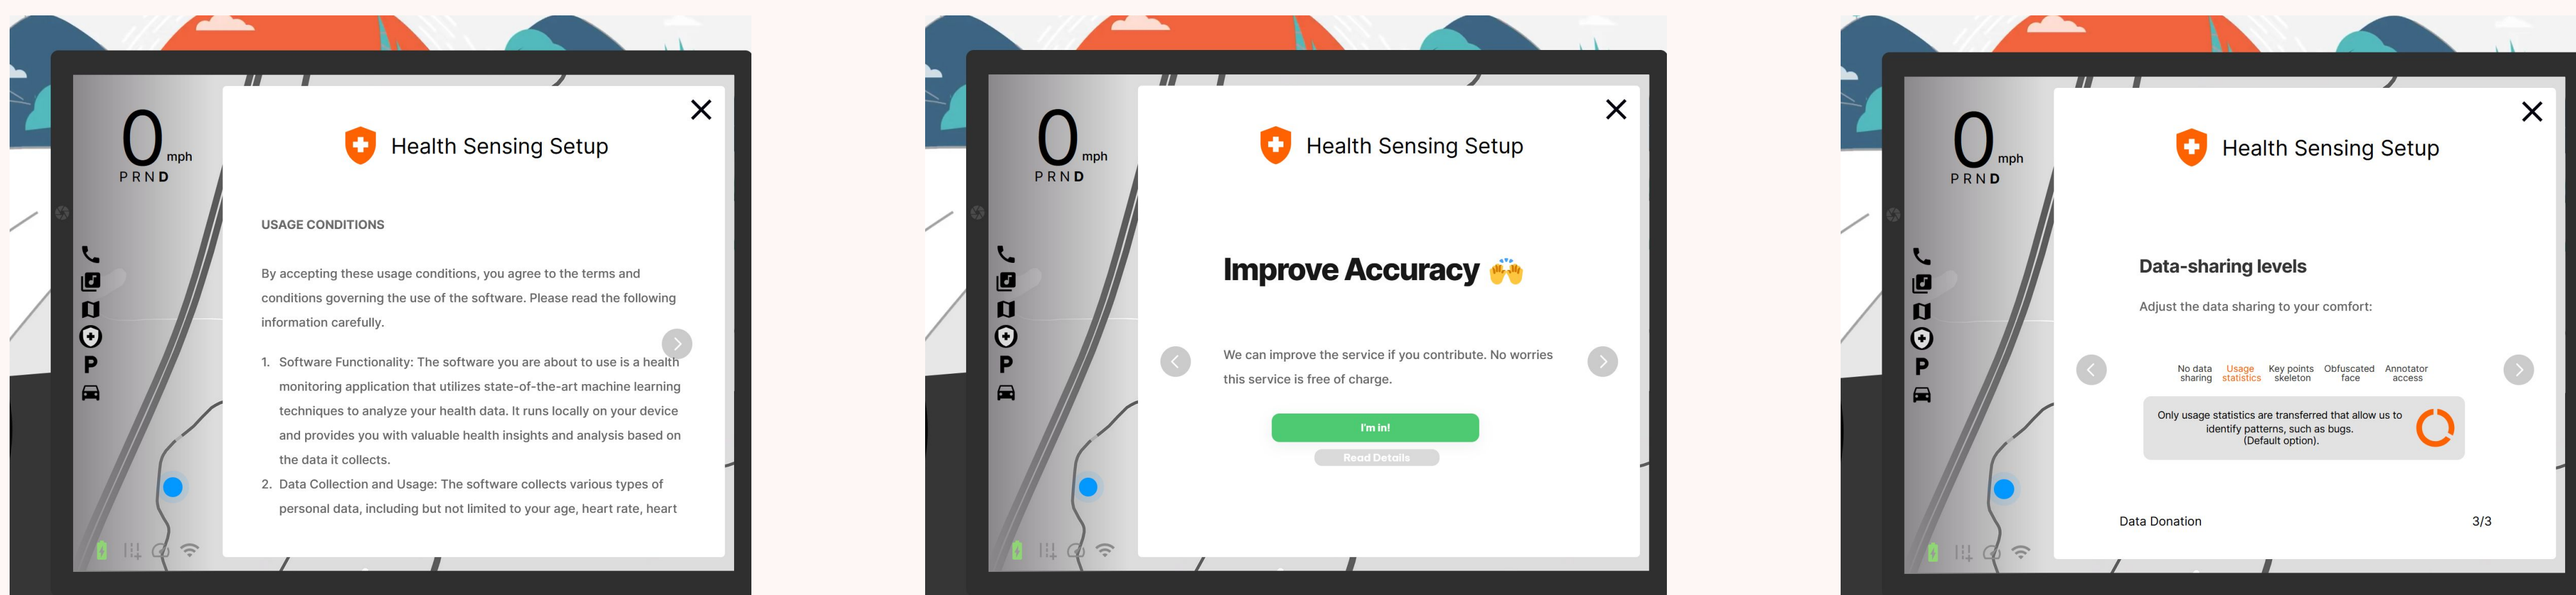 0 mph
P R N D
P
Health Sensing Setup
USAGE CONDITIONS
By accepting these usage conditions, you agree to the terms and
conditions governing the use of the software. Please read the following
information carefully.
1. Software Functionality: The software you are about to use is a health
monitoring application that utilizes state-of-the-art machine learning
techniques to analyze your health data. It runs locally on your device
and provides you with valuable health insights and analysis based on
the data it collects.
2. Data Collection and Usage: The software collects various types of
personal data, including but not limited to your age, heart rate, heart
0 mph
P R N D
P
Health Sensing Setup
Improve Accuracy 🙌
We can improve the service if you contribute. No worries
this service is free of charge.
I'm in!
Read Details
0 mph
P R N D
P
Health Sensing Setup
Data-sharing levels
Adjust the data sharing to your comfort:
No data sharing
Usage statistics
Key points skeleton
Obfuscated face
Annotator access
Only usage statistics are transferred that allow us to
identify patterns, such as bugs.
(Default option).
Data Donation
3/3